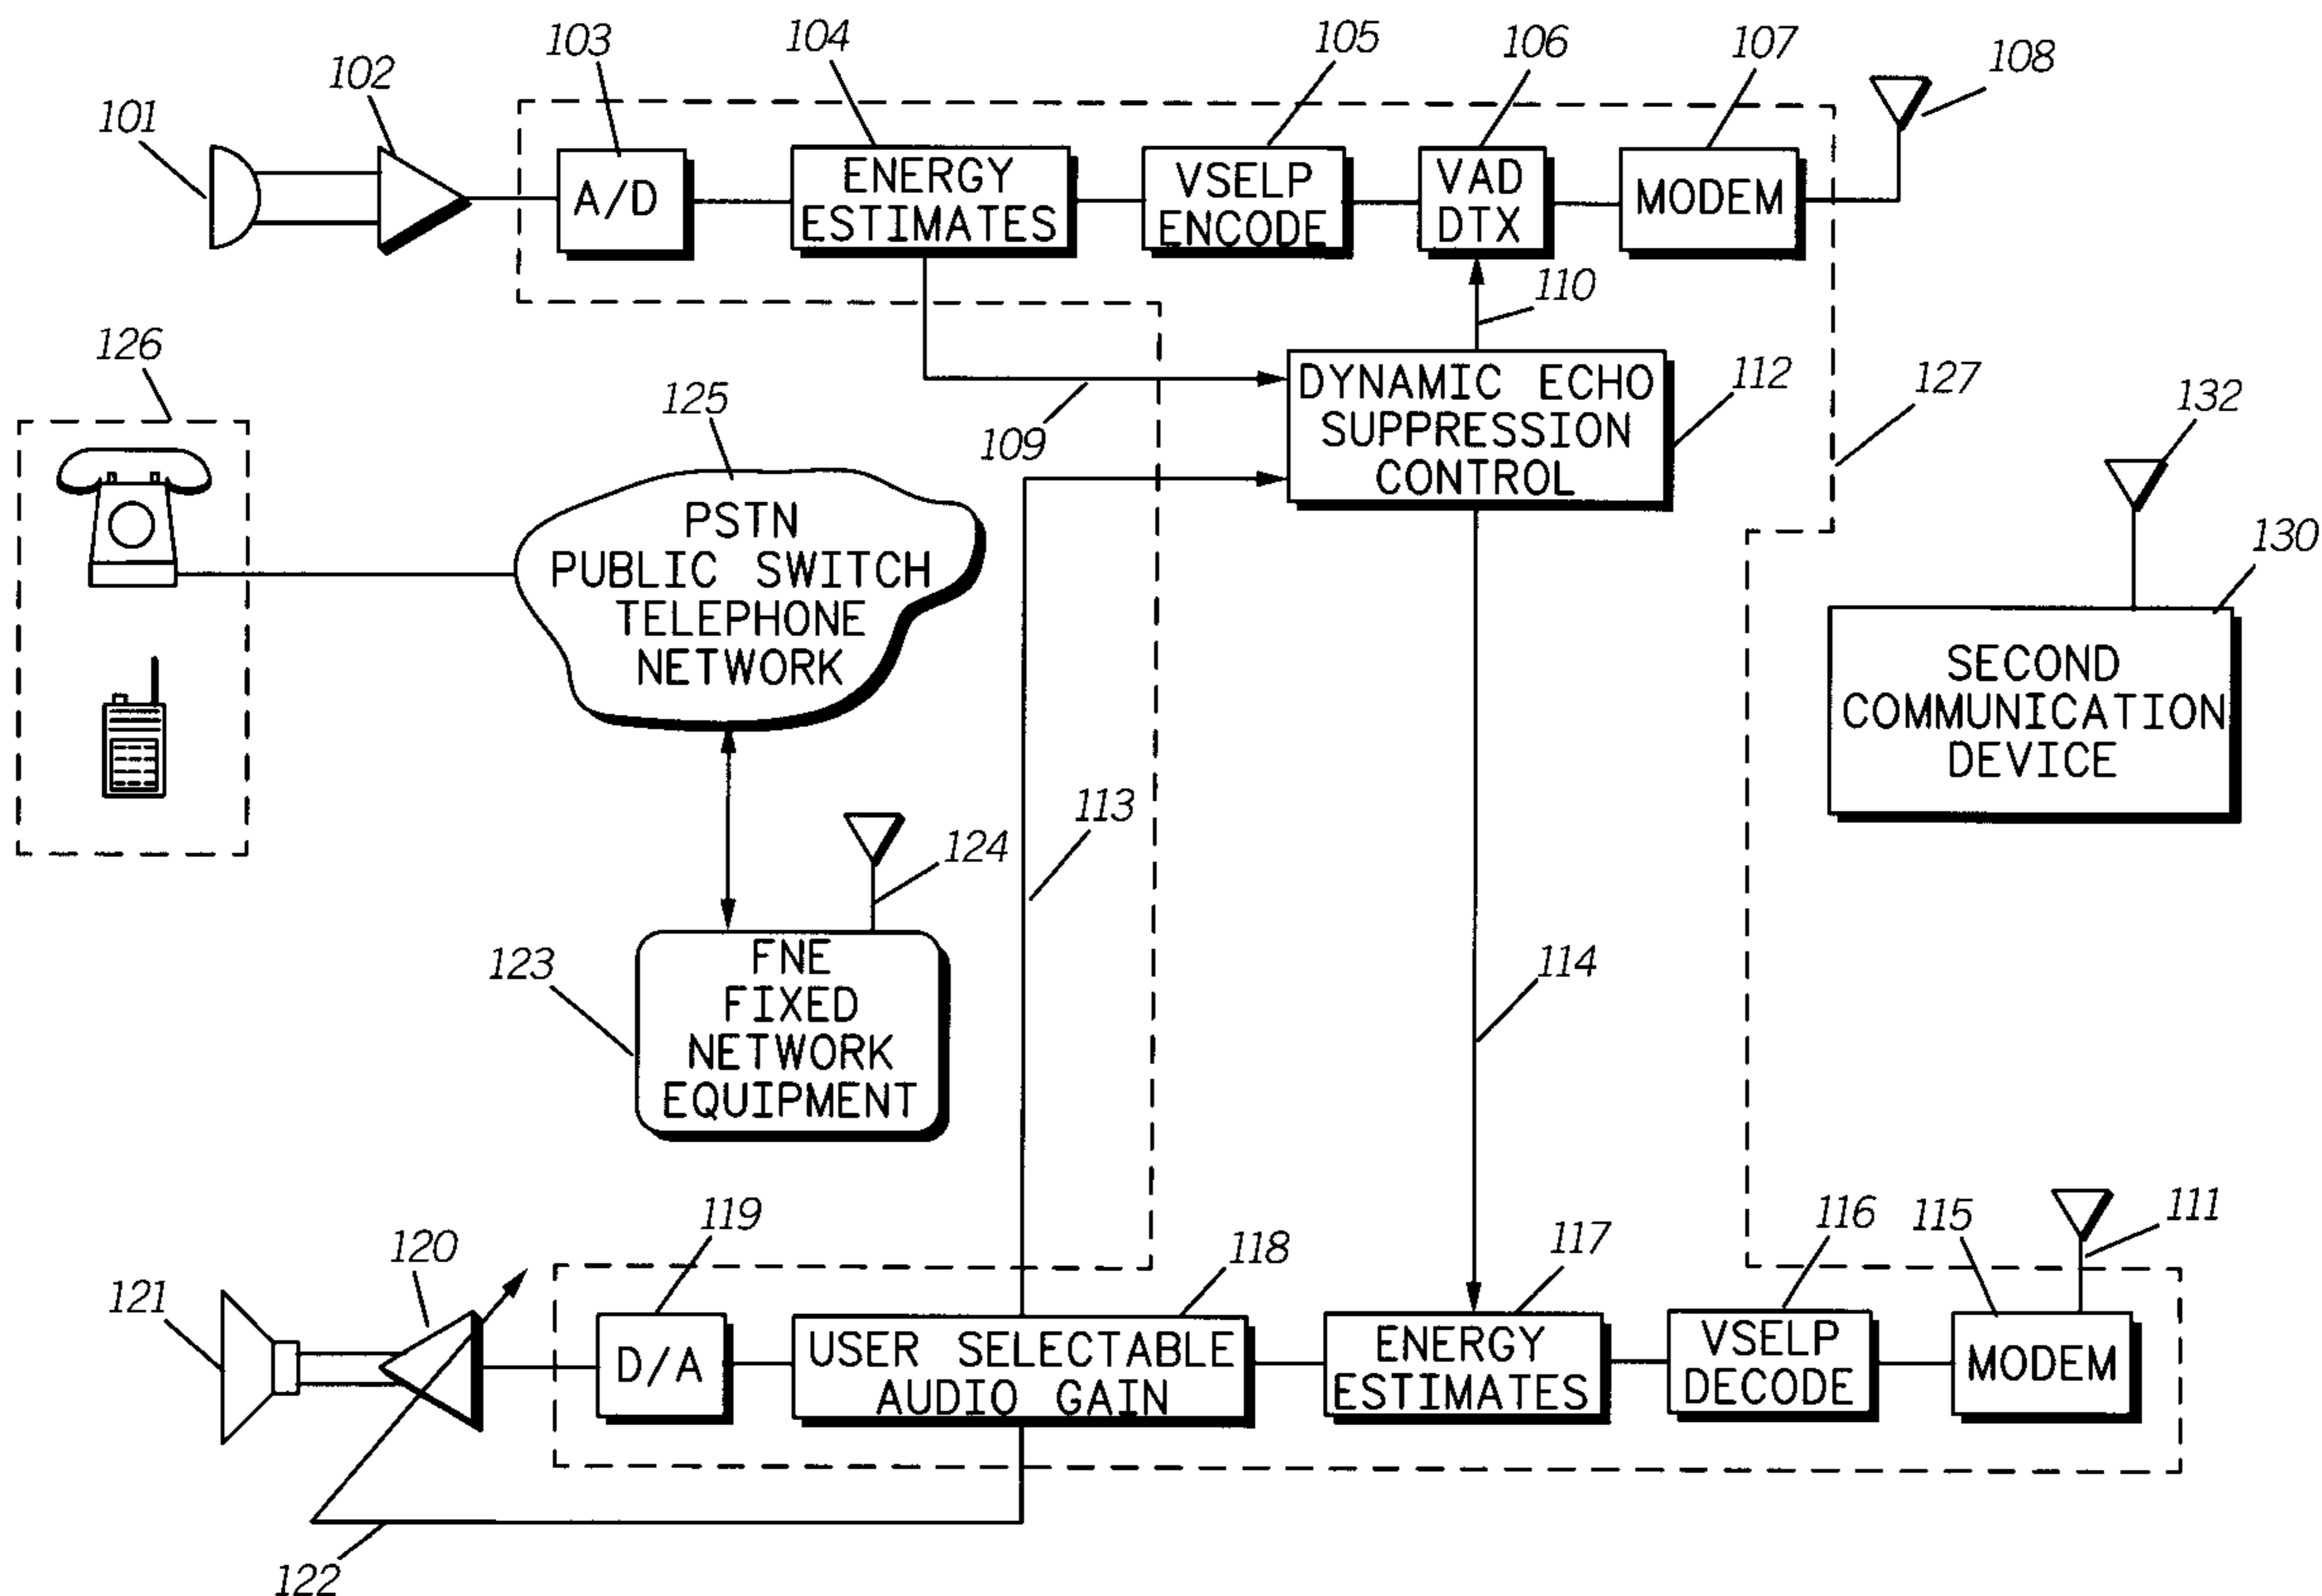 101
102
103
104
105
106
107
108
A/D
ENERGY
ESTIMATES
VSELP
ENCODE
VAD
DTX
MODEM
110
126
125
109
DYNAMIC ECHO
SUPPRESSION
CONTROL
112
127
132
130
PSTN
PUBLIC SWITCH
TELEPHONE
NETWORK
SECOND
COMMUNICATION
DEVICE
113
124
123
FNE
FIXED
NETWORK
EQUIPMENT
114
121
120
119
118
117
116
115
111
D/A
USER SELECTABLE
AUDIO GAIN
ENERGY
ESTIMATES
VSELP
DECODE
MODEM
122